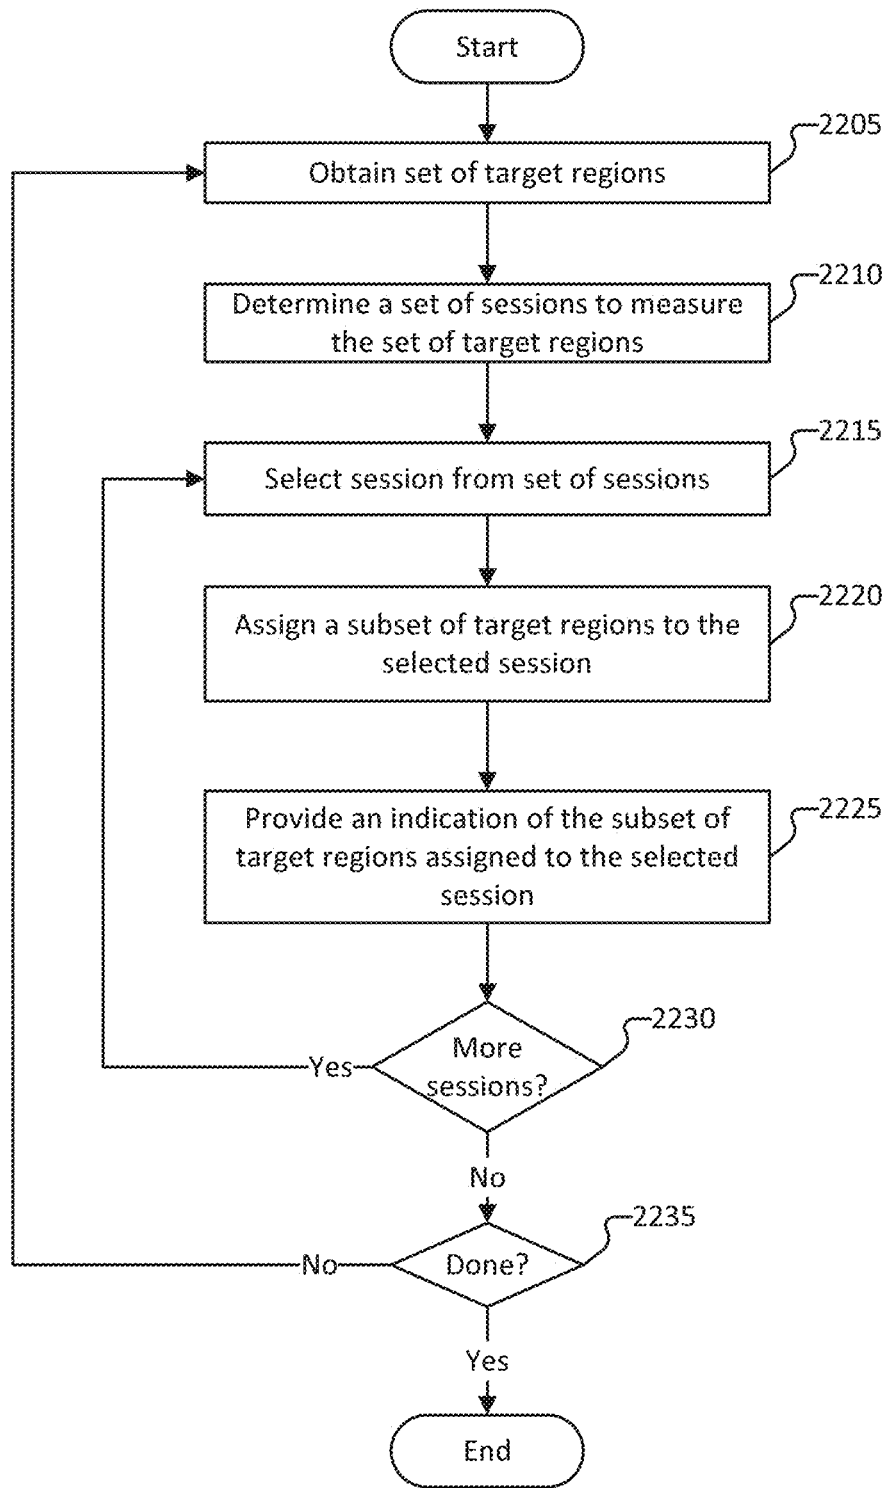 Start
2205
Obtain set of target regions
2210
Determine a set of sessions to measure
the set of target regions
2215
Select session from set of sessions
2220
Assign a subset of target regions to the
selected session
2225
Provide an indication of the subset of
target regions assigned to the selected
session
2230
More
sessions?
Yes
No
2235
Done?
No
Yes
End